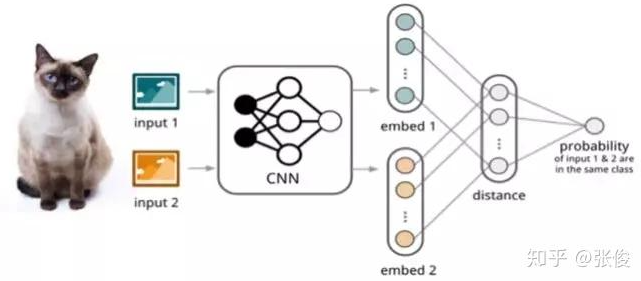 input 1
input 2
CNN
embed 1
embed 2
distance
probability
of input 1 & 2 are
in the same class
知乎 @张俊